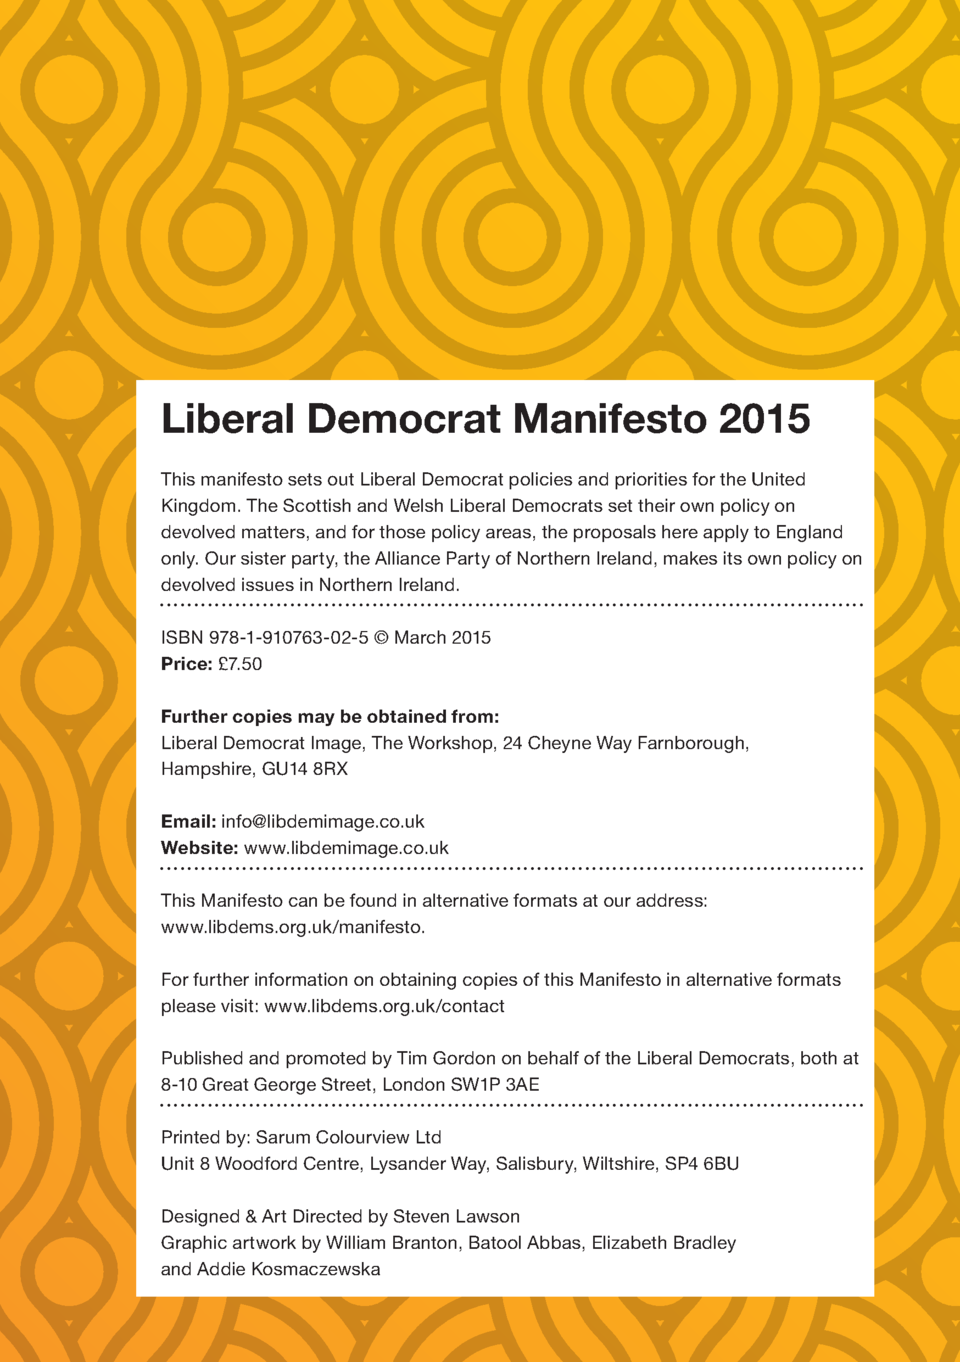 Liberal Democrat Manifesto 2015
This manifesto sets out Liberal Democrat policies and priorities for the United
Kingdom. The Scottish and Welsh Liberal Democrats set their own policy on
devolved matters, and for those policy areas, the proposals here apply to England
only. Our sister party, the Alliance Party of Northern Ireland, makes its own policy on
devolved issues in Northern Ireland.
ISBN 978-1-910763-02-5 © March 2015
Price: £7.50
Further copies may be obtained from:
Liberal Democrat Image, The Workshop, 24 Cheyne Way Farnborough,
Hampshire, GU14 8RX
Email: info@libdemimage.co.uk
Website: www.libdemimage.co.uk
This Manifesto can be found in alternative formats at our address:
www.libdems.org.uk/manifesto.
For further information on obtaining copies of this Manifesto in alternative formats
please visit: www.libdems.org.uk/contact
Published and promoted by Tim Gordon on behalf of the Liberal Democrats, both at
8-10 Great George Street, London SW1P 3AE
Printed by: Sarum Colourview Ltd
Unit 8 Woodford Centre, Lysander Way, Salisbury, Wiltshire, SP4 6BU
Designed & Art Directed by Steven Lawson
Graphic artwork by William Branton, Batool Abbas, Elizabeth Bradley
and Addie Kosmaczewska